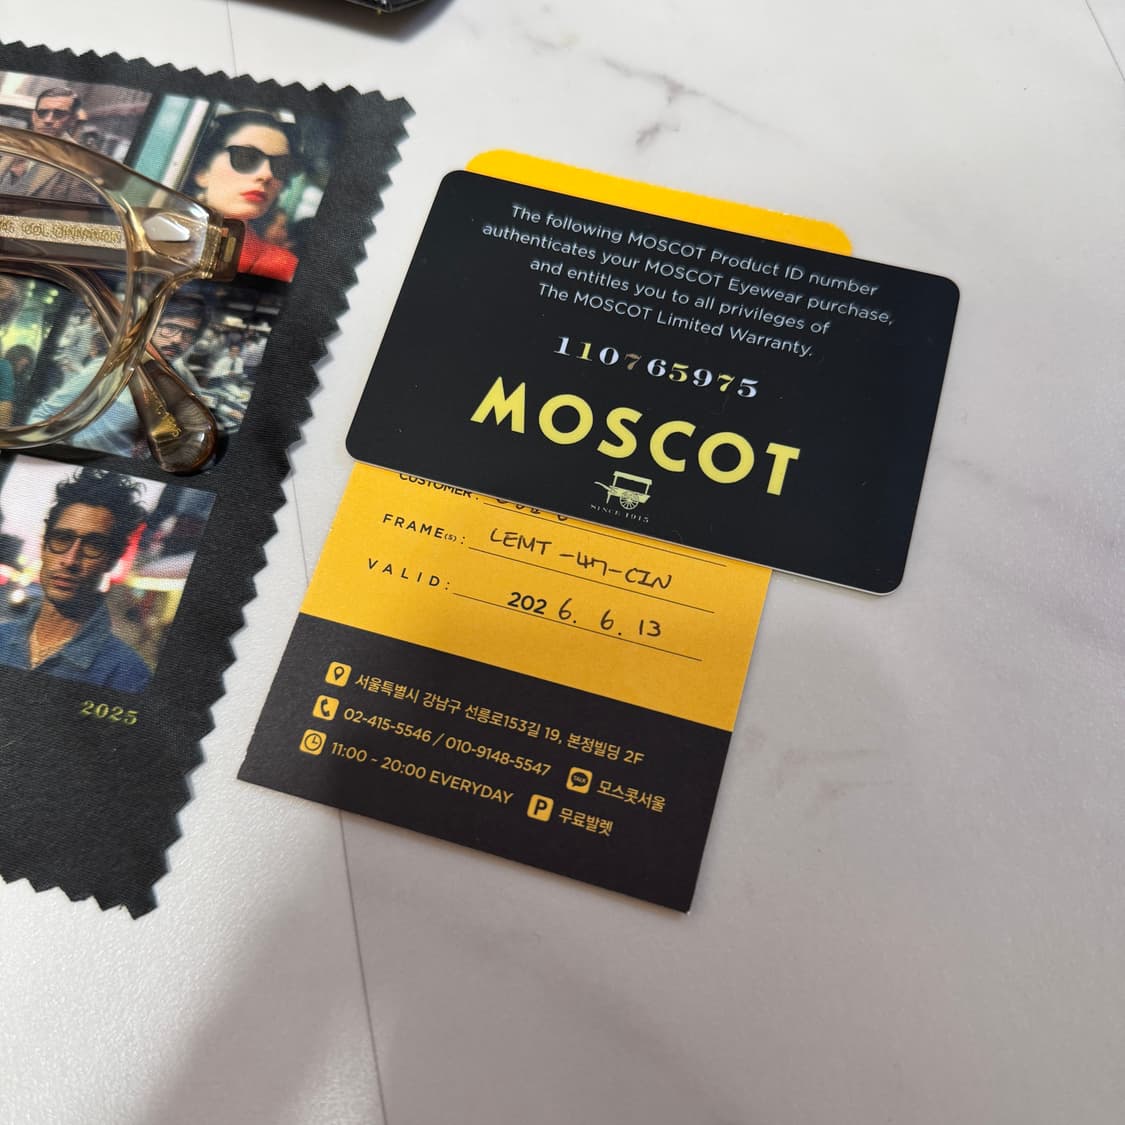 COL CINNAMON
2025
The following MOSCOT Product ID number
authenticates your MOSCOT Eyewear purchase,
and entitles you to all privileges of
The MOSCOT Limited Warranty.
110765975
MOSCOT
SINCE 1915
CUSTOMER:
FRAME(S): LEMT-47-CIN
VALID: 2026.6.13
서울특별시 강남구 선릉로153길 19, 본정빌딩 2F
02-415-5546 / 010-9148-5547 TALK 모스콧서울
11:00 - 20:00 EVERYDAY P 무료발렛